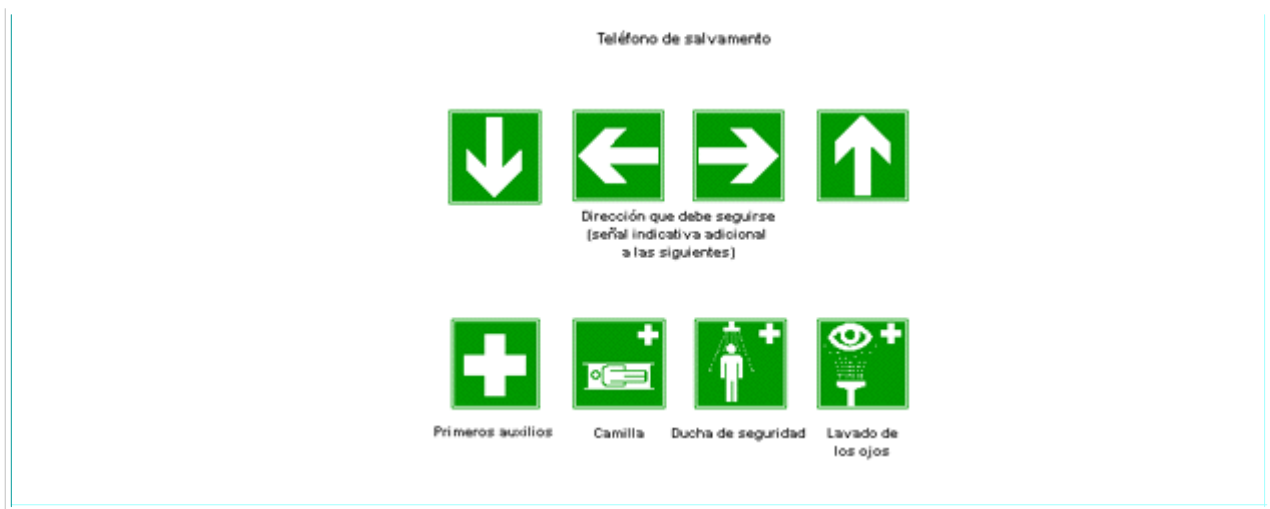 Teléfono de salvamento
Dirección que debe seguirse
(señal indicativa adicional
a las siguientes)
Primeros auxilios
Camilla
Ducha de seguridad
Lavado de
los ojos